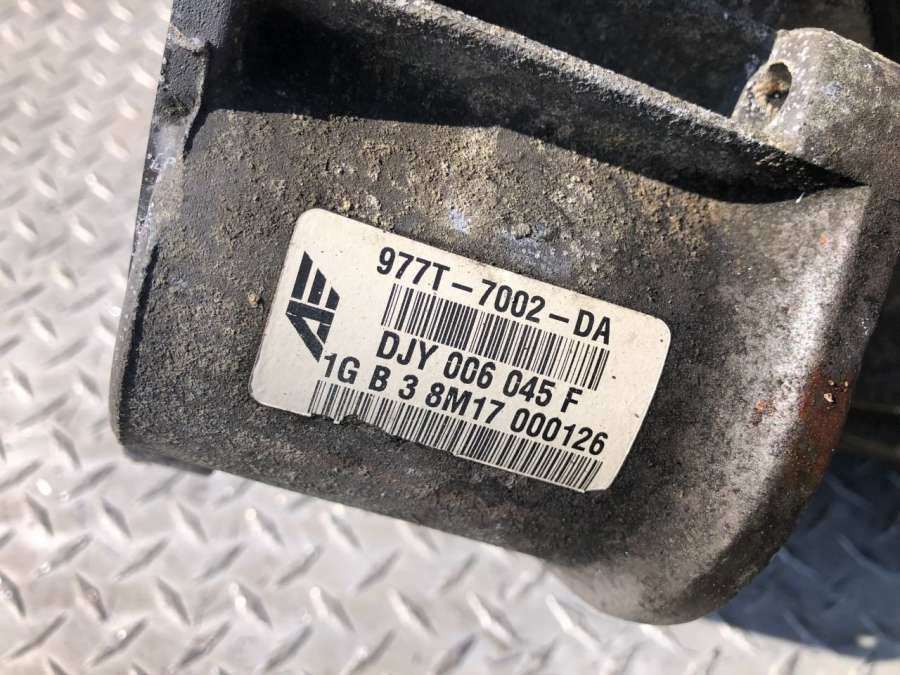 977T-7002-DA
DJY 006 045 F
1G B 3 8M17 000126